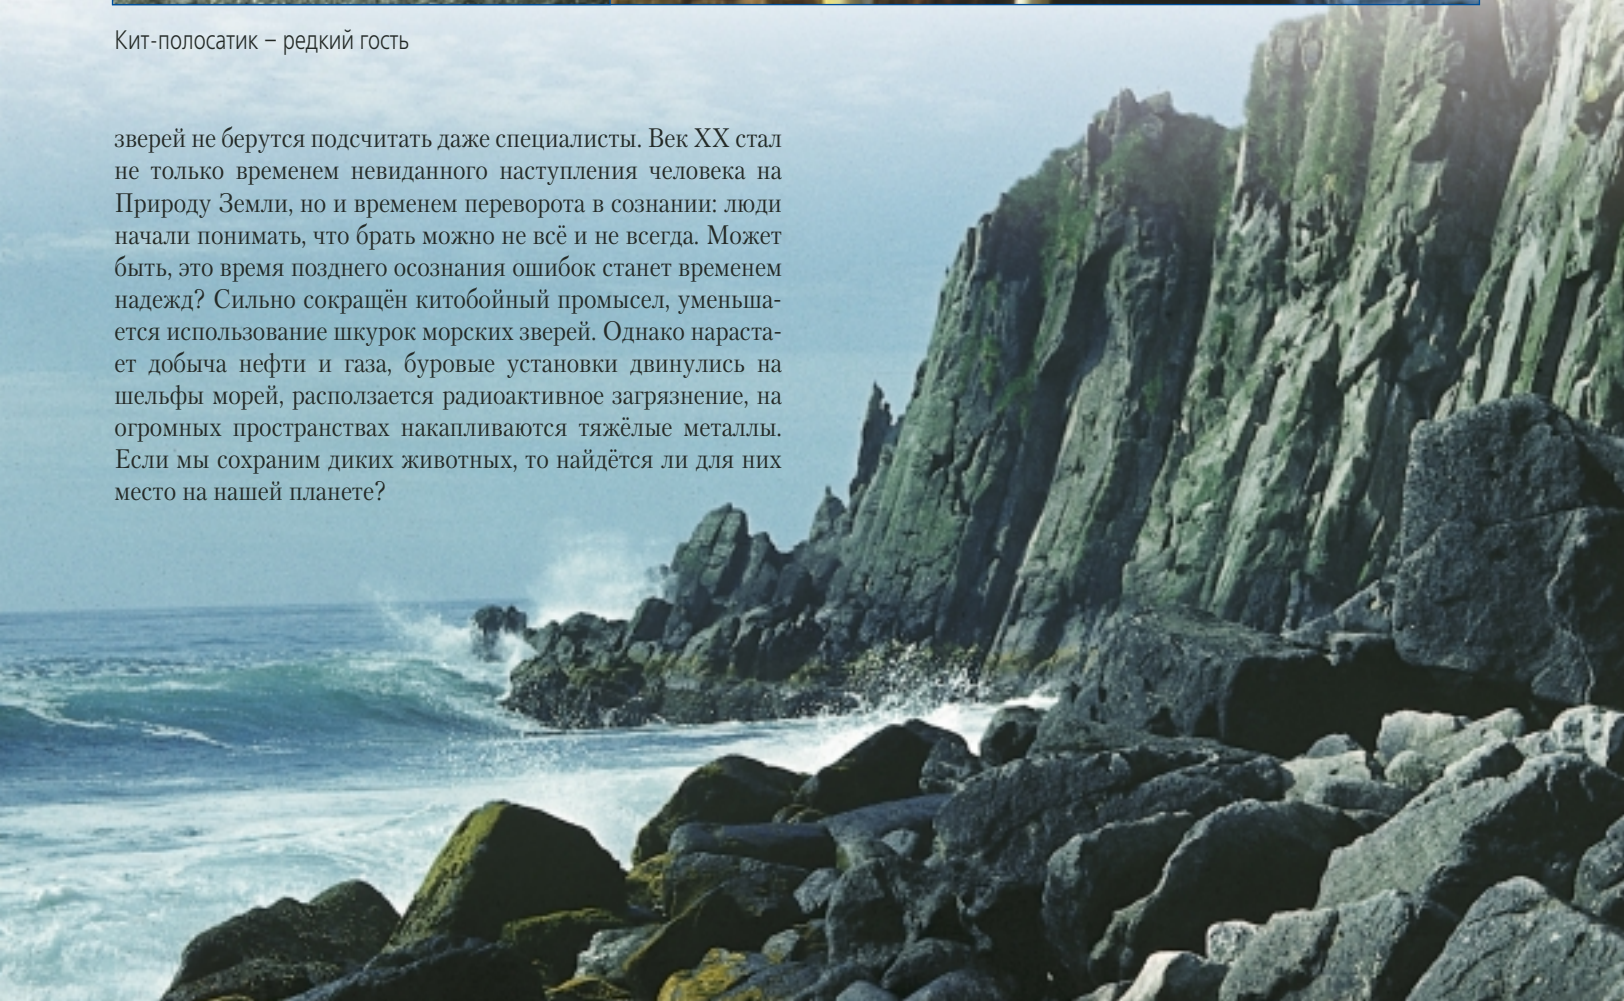 Кит-полосатик – редкий гость
зверей не берутся подсчитать даже специалисты. Век XX стал
не только временем невиданного наступления человека на
Природу Земли, но и временем переворота в сознании: люди
начали понимать, что брать можно не всё и не всегда. Может
быть, это время позднего осознания ошибок станет временем
надежд? Сильно сокращён китобойный промысел, уменьша-
ется использование шкурок морских зверей. Однако нараста-
ет добыча нефти и газа, буровые установки двинулись на
шельфы морей, расползается радиоактивное загрязнение, на
огромных пространствах накапливаются тяжёлые металлы.
Если мы сохраним диких животных, то найдётся ли для них
место на нашей планете?